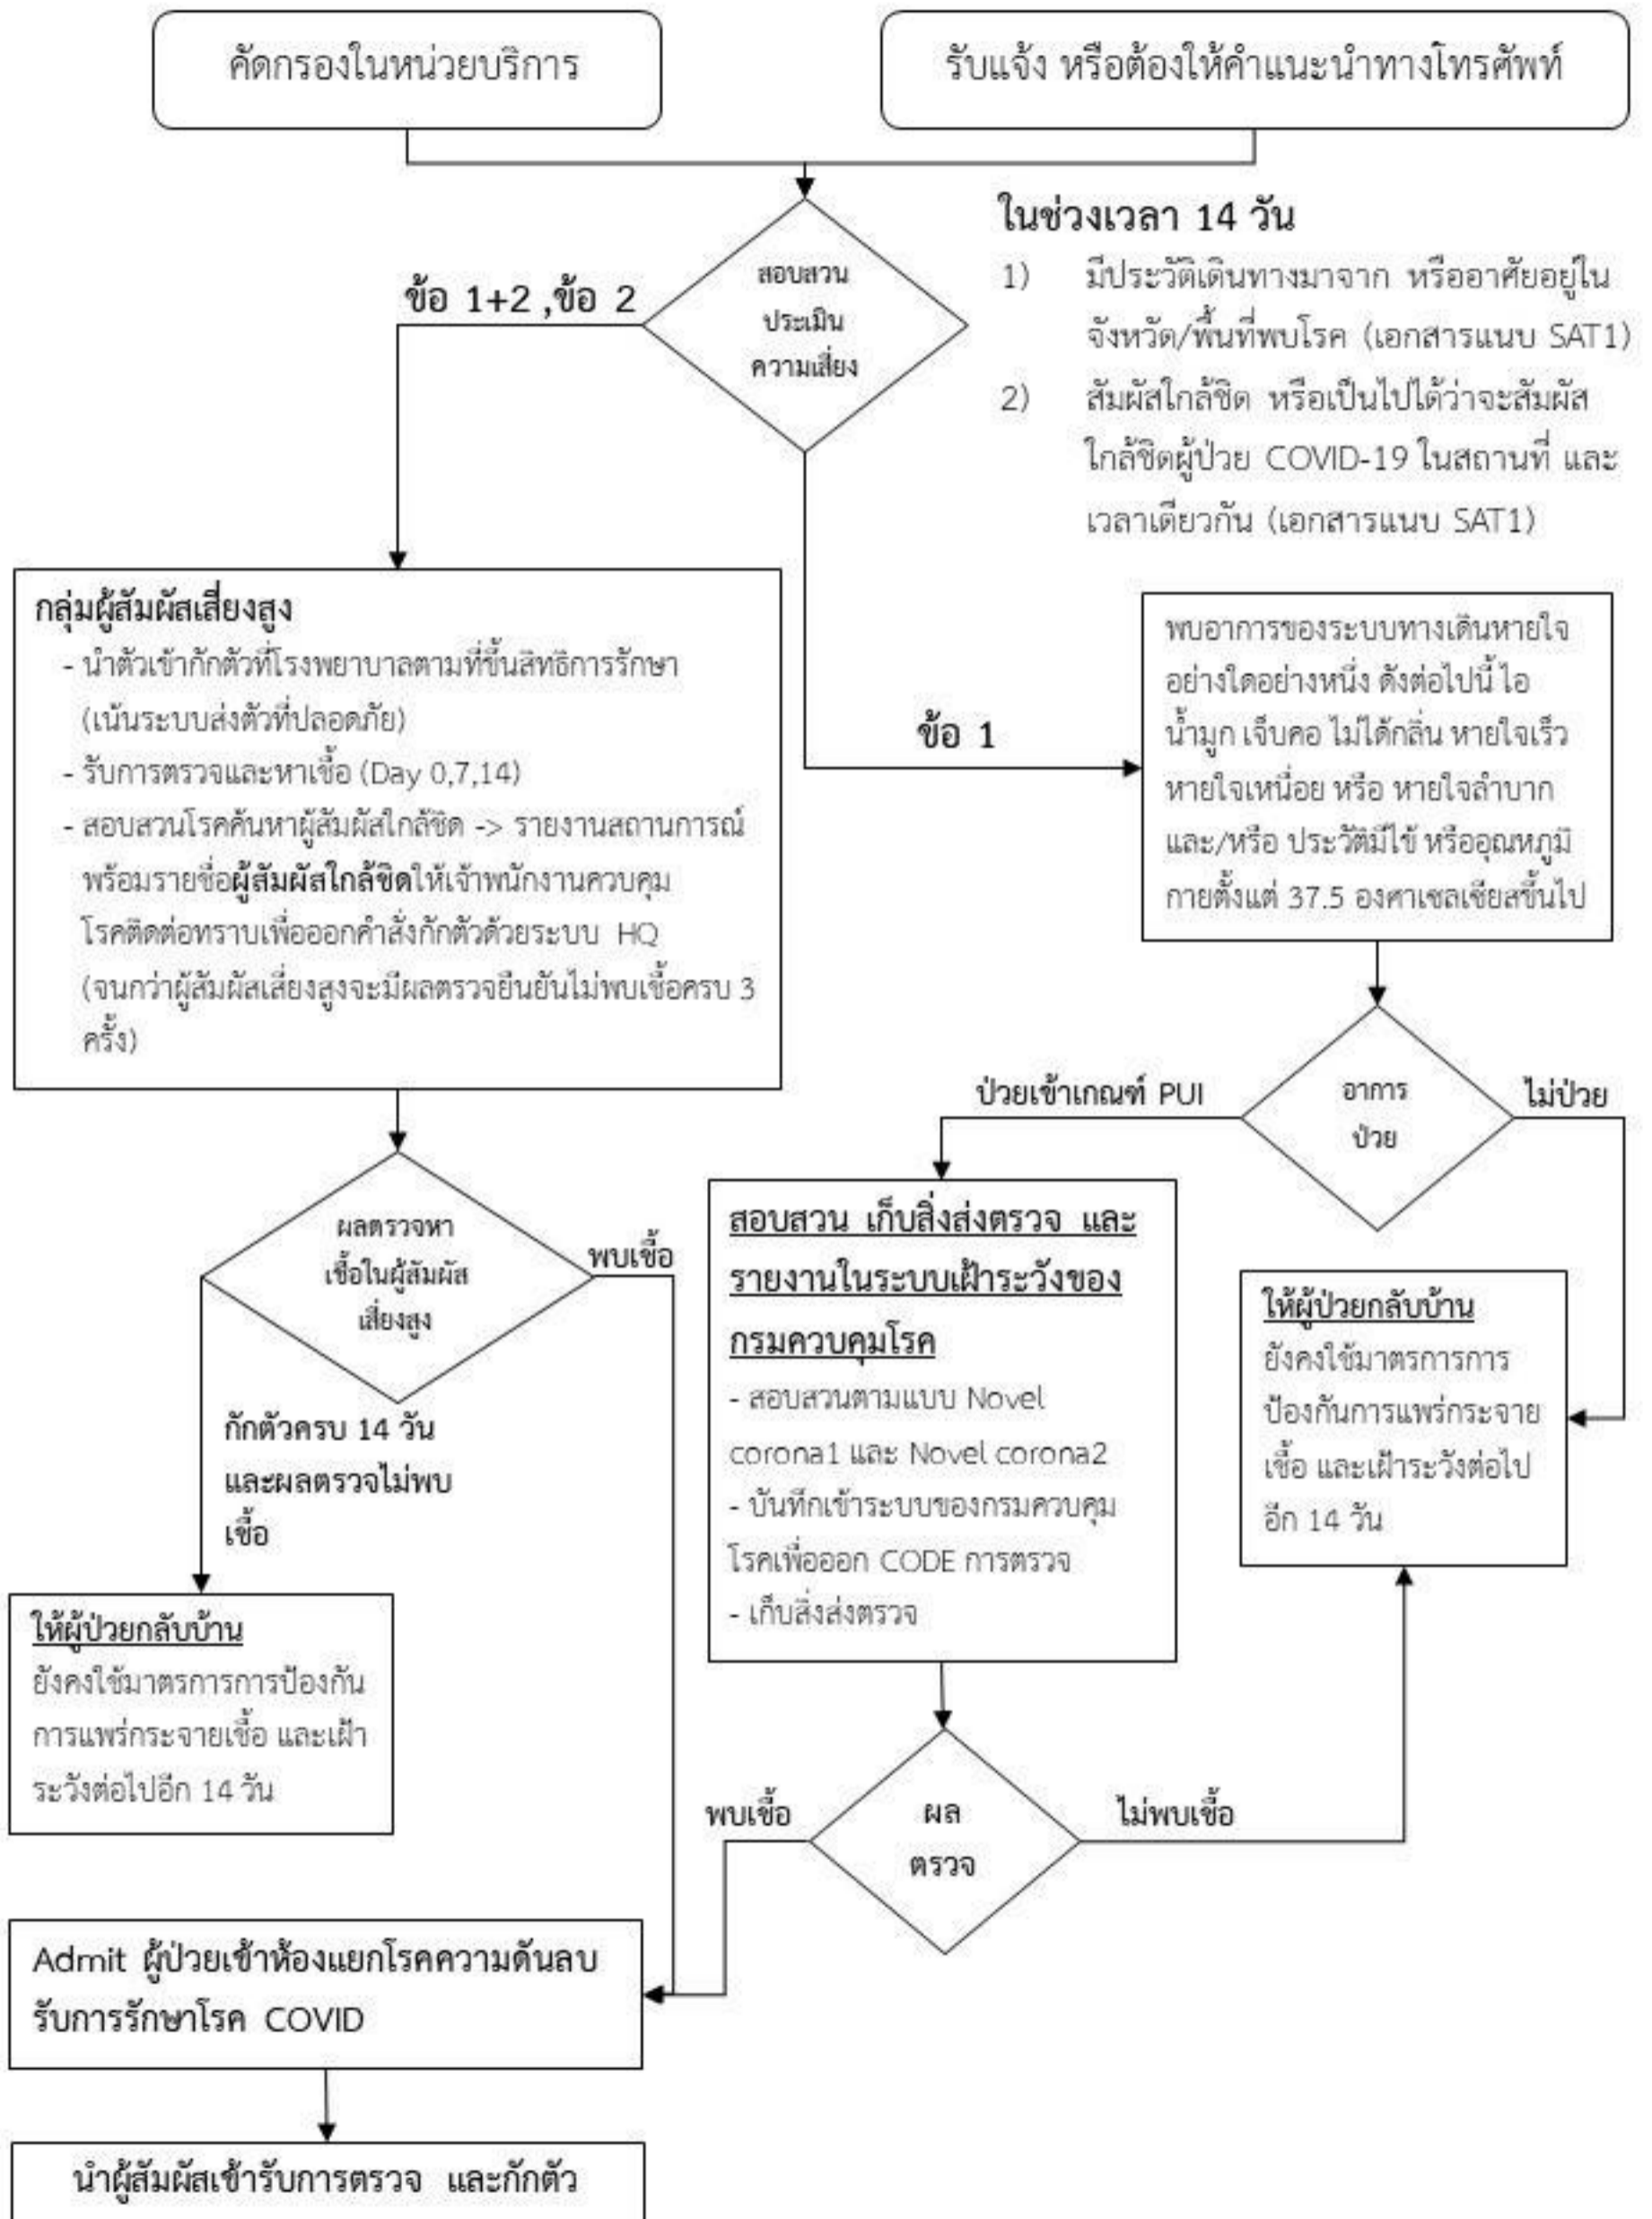 คัดกรองในหน่วยบริการ
รับแจ้ง หรือต้องให้คำแนะนำทางโทรศัพท์
สอบสวน
ประเมิน
ความเสี่ยง
ในช่วงเวลา 14 วัน
1) มีประวัติเดินทางมาจาก หรืออาศัยอยู่ใน
จังหวัด/พื้นที่พบโรค (เอกสารแนบ SAT1)
2) สัมผัสใกล้ชิด หรือเป็นไปได้ว่าจะสัมผัส
ใกล้ชิดผู้ป่วย COVID-19 ในสถานที่ และ
เวลาเดียวกัน (เอกสารแนบ SAT1)
ข้อ 1+2 ,ข้อ 2
กลุ่มผู้สัมผัสเสี่ยงสูง
- นำตัวเข้ากักตัวที่โรงพยาบาลตามที่ขึ้นสิทธิการรักษา
(เน้นระบบส่งตัวที่ปลอดภัย)
- รับการตรวจและหาเชื้อ (Day 0,7,14)
- สอบสวนโรคค้นหาผู้สัมผัสใกล้ชิด -> รายงานสถานการณ์
พร้อมรายชื่อผู้สัมผัสใกล้ชิดให้เจ้าพนักงานควบคุม
โรคติดต่อทราบเพื่อออกคำสั่งกักตัวด้วยระบบ HQ
(จนกว่าผู้สัมผัสเสี่ยงสูงจะมีผลตรวจยืนยันไม่พบเชื้อครบ 3
ครั้ง)
ข้อ 1
พบอาการของระบบทางเดินหายใจ
อย่างใดอย่างหนึ่ง ดังต่อไปนี้ ไอ
น้ำมูก เจ็บคอ ไม่ได้กลิ่น หายใจเร็ว
หายใจเหนื่อย หรือ หายใจลำบาก
และ/หรือ ประวัติมีไข้ หรืออุณหภูมิ
กายตั้งแต่ 37.5 องศาเซลเซียสขึ้นไป
อาการ
ป่วย
ป่วยเข้าเกณฑ์ PUI
ไม่ป่วย
ผลตรวจหา
เชื้อในผู้สัมผัส
เสี่ยงสูง
พบเชื้อ
กักตัวครบ 14 วัน
และผลตรวจไม่พบ
เชื้อ
สอบสวน เก็บสิ่งส่งตรวจ และ
รายงานในระบบเฝ้าระวังของ
กรมควบคุมโรค
- สอบสวนตามแบบ Novel
corona1 และ Novel corona2
- บันทึกเข้าระบบของกรมควบคุม
โรคเพื่อออก CODE การตรวจ
- เก็บสิ่งส่งตรวจ
ให้ผู้ป่วยกลับบ้าน
ยังคงใช้มาตรการการ
ป้องกันการแพร่กระจาย
เชื้อ และเฝ้าระวังต่อไป
อีก 14 วัน
ให้ผู้ป่วยกลับบ้าน
ยังคงใช้มาตรการการป้องกัน
การแพร่กระจายเชื้อ และเฝ้า
ระวังต่อไปอีก 14 วัน
พบเชื้อ
ผล
ตรวจ
ไม่พบเชื้อ
Admit ผู้ป่วยเข้าห้องแยกโรคความดันลบ
รับการรักษาโรค COVID
นำผู้สัมผัสเข้ารับการตรวจ และกักตัว